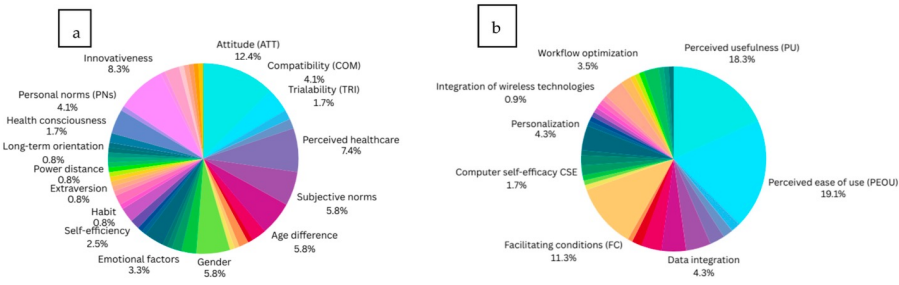 a
Attitude (ATT)
12.4%
Compatibility (COM)
4.1%
Trialability (TRI)
1.7%
Perceived healthcare
7.4%
Subjective norms
5.8%
Age difference
5.8%
Gender
5.8%
Emotional factors
3.3%
Self-efficiency
2.5%
Habit
0.8%
Extraversion
0.8%
Power distance
0.8%
Long-term orientation
0.8%
Health consciousness
1.7%
Personal norms (PNs)
4.1%
Innovativeness
8.3%
b
Perceived usefulness (PU)
18.3%
Perceived ease of use (PEOU)
19.1%
Data integration
4.3%
Facilitating conditions (FC)
11.3%
Computer self-efficacy CSE
1.7%
Personalization
4.3%
Integration of wireless technologies
0.9%
Workflow optimization
3.5%